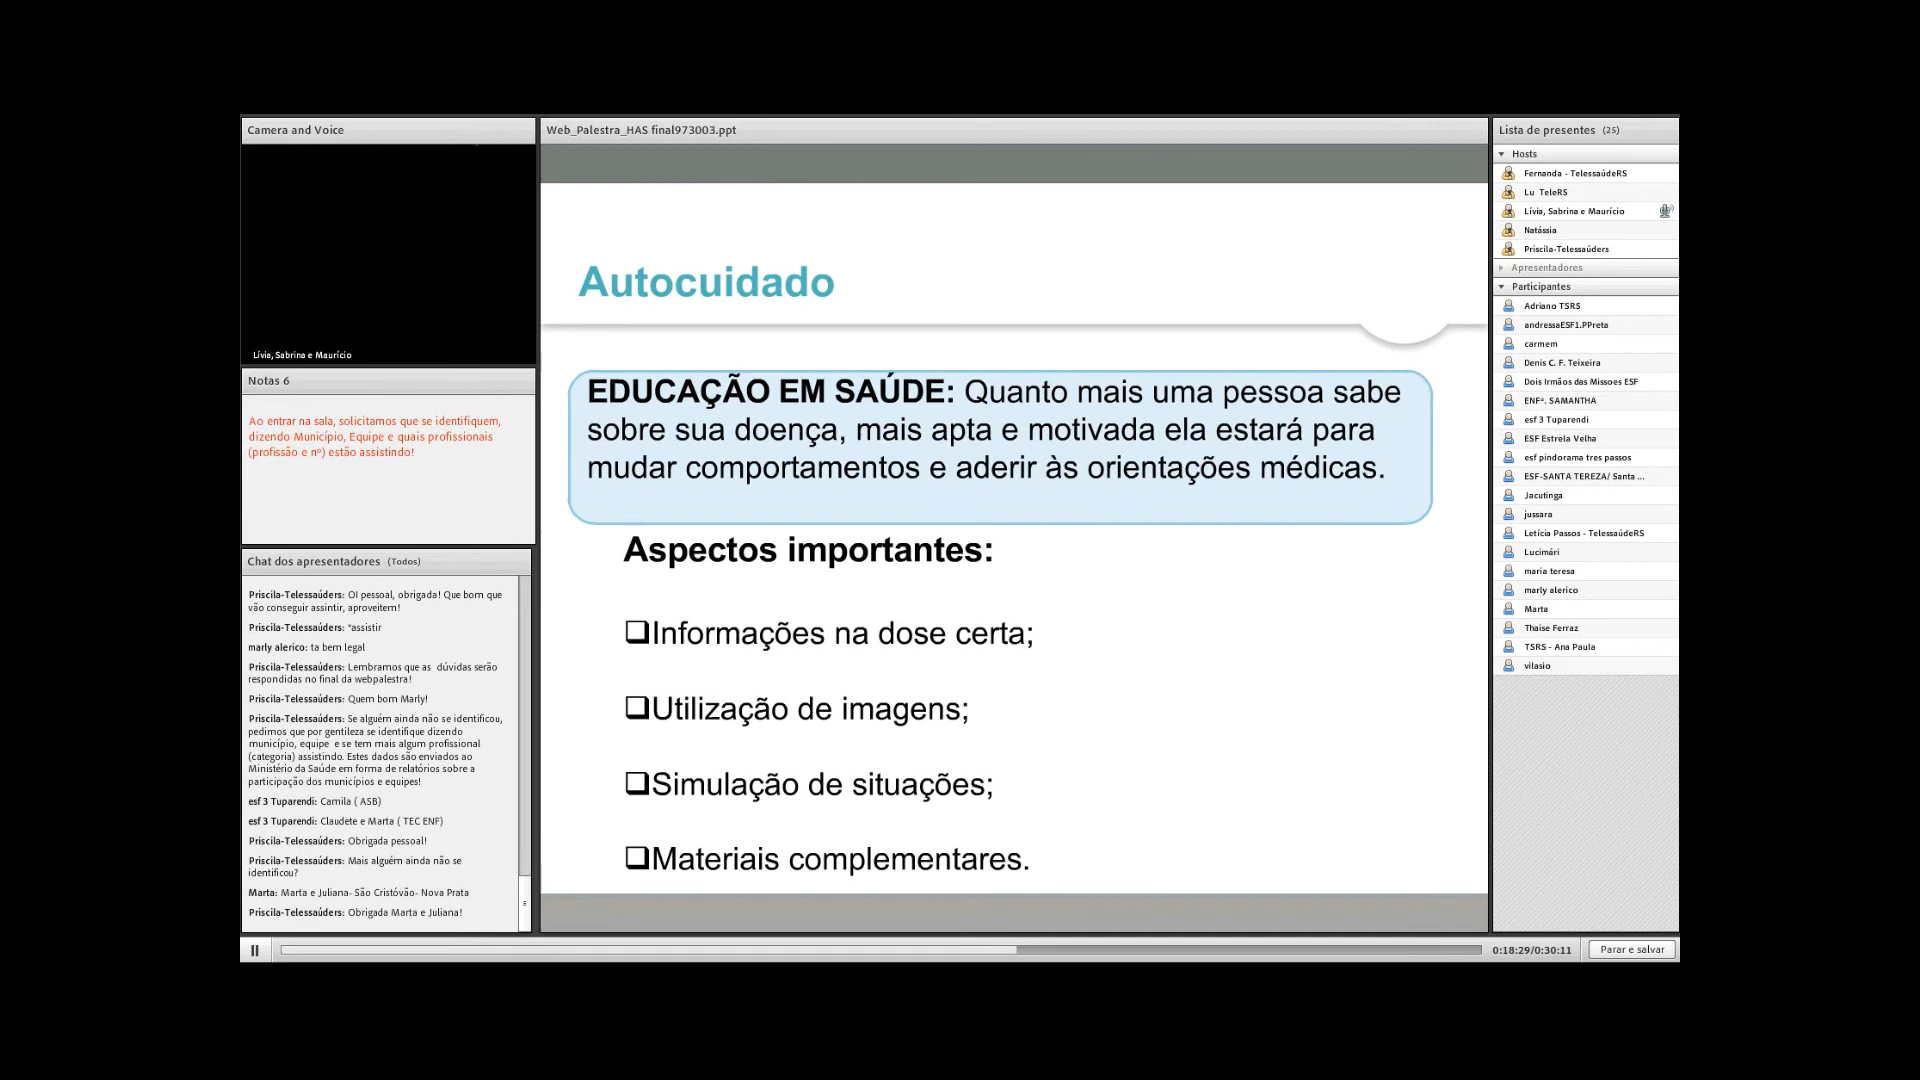 Camera and Voice
Lívia, Sabrina e Maurício
Notas 6
Ao entrar na sala, solicitamos que se identifiquem,
dizendo Município, Equipe e quais profissionais
(profissão e nº) estão assistindo!
Chat dos apresentadores (Todos)
Priscila-Telessaúders: OI pessoal, obrigada! Que bom que
vão conseguir assintir, aproveitem!
Priscila-Telessaúders: *assistir
marly alerico: ta bem legal
Priscila-Telessaúders: Lembramos que as dúvidas serão
respondidas no final da webpalestra!
Priscila-Telessaúders: Quem bom Marly!
Priscila-Telessaúders: Se alguém ainda não se identificou,
pedimos que por gentileza se identifique dizendo
município, equipe e se tem mais algum profissional
(categoria) assistindo. Estes dados são enviados ao
Ministério da Saúde em forma de relatórios sobre a
participação dos municípios e equipes!
esf 3 Tuparendi: Camila ( ASB)
esf 3 Tuparendi: Claudete e Marta ( TEC ENF)
Priscila-Telessaúders: Obrigada pessoal!
Priscila-Telessaúders: Mais alguém ainda não se
identificou?
Marta: Marta e Juliana- São Cristóvão- Nova Prata
Priscila-Telessaúders: Obrigada Marta e Juliana!
Web_Palestra_HAS final973003.ppt
Autocuidado
EDUCAÇÃO EM SAÚDE: Quanto mais uma pessoa sabe
sobre sua doença, mais apta e motivada ela estará para
mudar comportamentos e aderir às orientações médicas.
Aspectos importantes:
❑Informações na dose certa;
❑Utilização de imagens;
❑Simulação de situações;
❑Materiais complementares.
Lista de presentes (25)
Hosts
Fernanda - TelessaúdeRS
Lu TeleRS
Lívia, Sabrina e Maurício
Natássia
Priscila-Telessaúders
Apresentadores
Participantes
Adriano TSRS
andressaESF1.PPreta
carmem
Denis C. F. Teixeira
Dois Irmãos das Missoes ESF
ENFª. SAMANTHA
esf 3 Tuparendi
ESF Estrela Velha
esf pindorama tres passos
ESF-SANTA TEREZA/ Santa ...
Jacutinga
jussara
Letícia Passos - TelessaúdeRS
Lucimári
maria teresa
marly alerico
Marta
Thaise Ferraz
TSRS - Ana Paula
vilasio
0:18:29/0:30:11
Parar e salvar